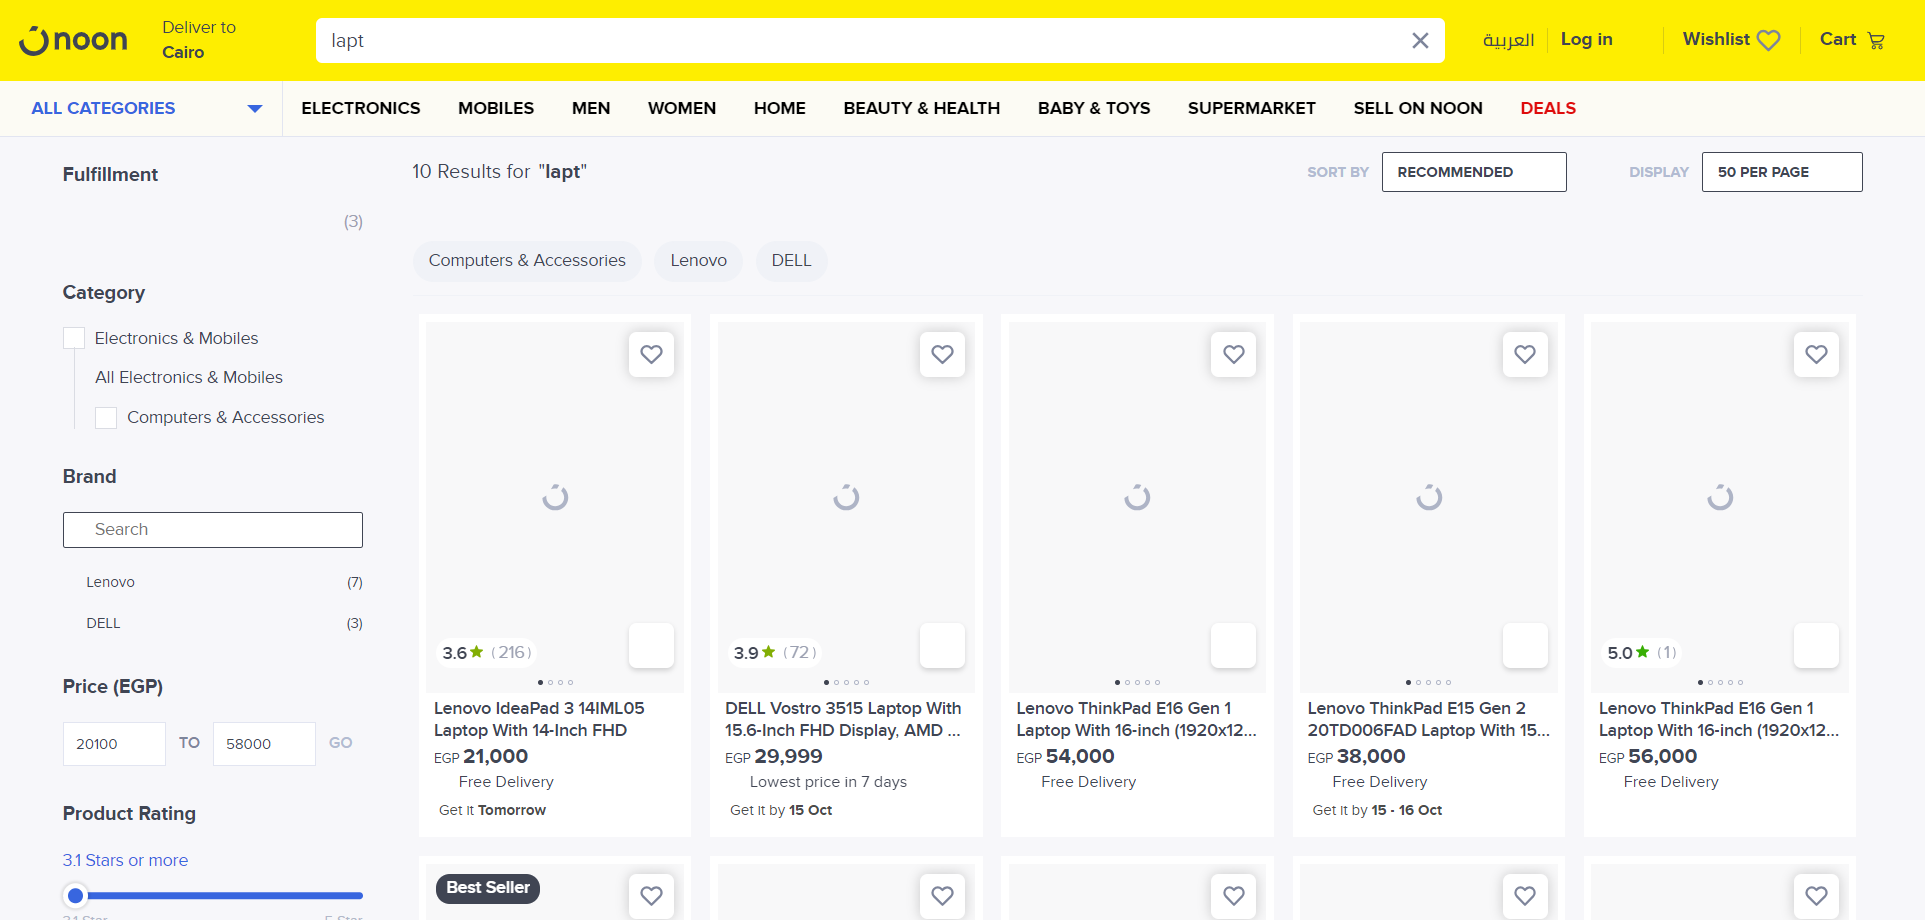 noon
Deliver to
Cairo
lapt
العربية
Log in
Wishlist
Cart
ALL CATEGORIES
ELECTRONICS
MOBILES
MEN
WOMEN
HOME
BEAUTY & HEALTH
BABY & TOYS
SUPERMARKET
SELL ON NOON
DEALS
Fulfillment
(3)
Category
Electronics & Mobiles
All Electronics & Mobiles
Computers & Accessories
Brand
Search
Lenovo (7)
DELL (3)
Price (EGP)
20100 TO 58000 GO
Product Rating
3.1 Stars or more
3.1 Star 5 Star
10 Results for "lapt"
SORT BY RECOMMENDED
DISPLAY 50 PER PAGE
Computers & Accessories
Lenovo
DELL
3.6 (216)
Lenovo IdeaPad 3 14IML05
Laptop With 14-Inch FHD
EGP 21,000
Free Delivery
Get it Tomorrow
3.9 (72)
DELL Vostro 3515 Laptop With
15.6-Inch FHD Display, AMD ...
EGP 29,999
Lowest price in 7 days
Get it by 15 Oct
Lenovo ThinkPad E16 Gen 1
Laptop With 16-inch (1920x12...
EGP 54,000
Free Delivery
Lenovo ThinkPad E15 Gen 2
20TD006FAD Laptop With 15...
EGP 38,000
Free Delivery
Get it by 15 - 16 Oct
5.0 (1)
Lenovo ThinkPad E16 Gen 1
Laptop With 16-inch (1920x12...
EGP 56,000
Free Delivery
Best Seller